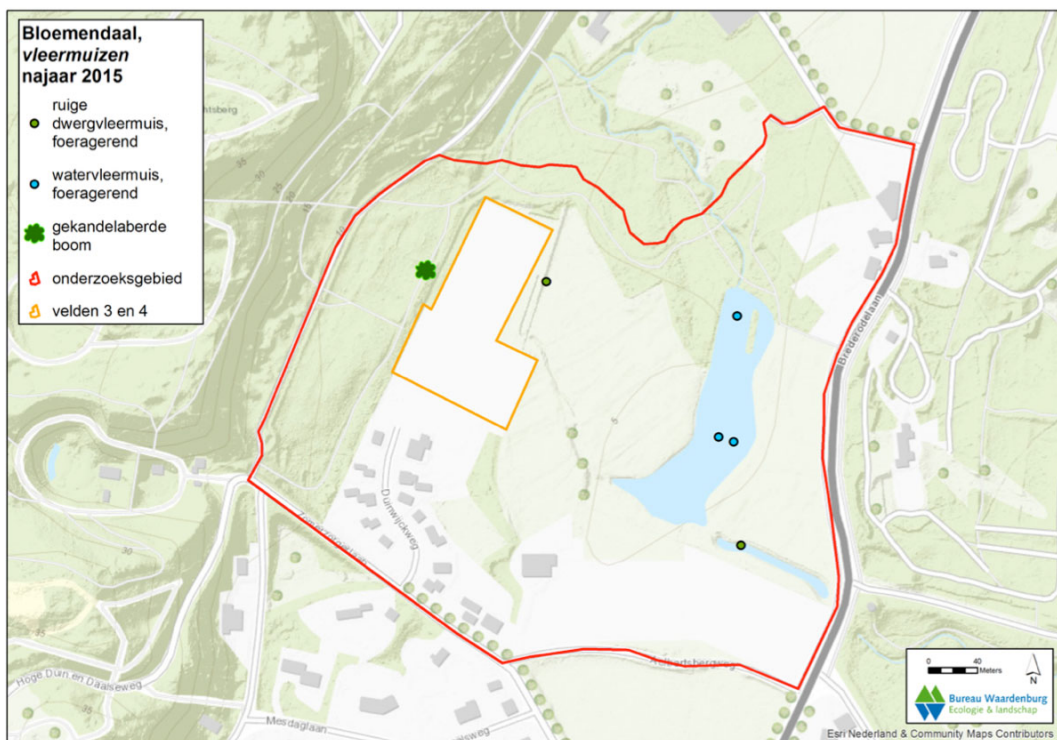 Bloemendaal,
vleermuizen
najaar 2015
ruige
dwergvleermuis,
foeragerend
watervleermuis,
foeragerend
gekandelaberde
boom
onderzoeksgebied
velden 3 en 4
Brederodelaan
Duinwijckweg
Hoge Duin en Daalseweg
Mesdaglaan
0 40
Meters
N
Bureau Waardenburg
Ecologie & landschap
Esri Nederland & Community Maps Contributors